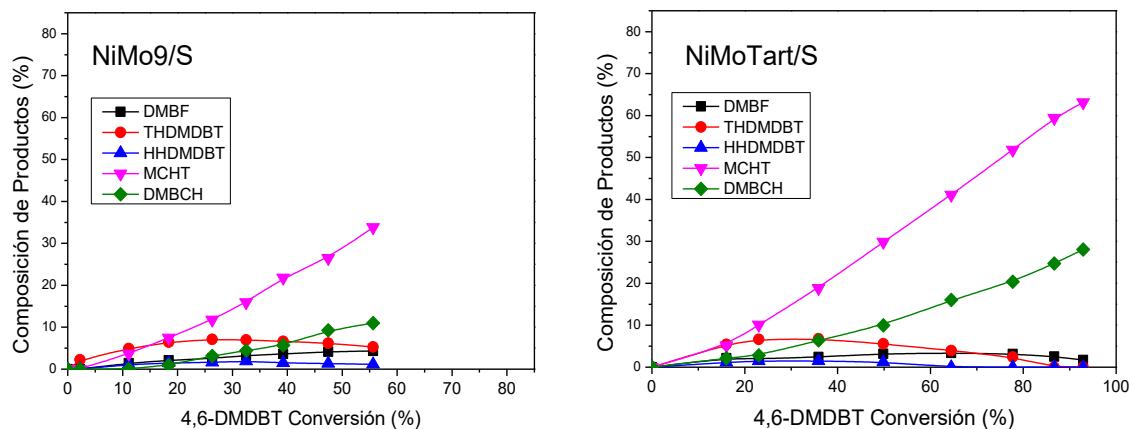 NiMo9/S
DMBF
THDMDBT
HHDMDBT
MCHT
DMBCH
Composición de Productos (%)
80
70
60
50
40
30
20
10
0
0 10 20 30 40 50 60 70 80
4,6-DMDBT Conversión (%)
NiMoTart/S
DMBF
THDMDBT
HHDMDBT
MCHT
DMBCH
Composición de Productos (%)
80
70
60
50
40
30
20
10
0
0 20 40 60 80 100
4,6-DMDBT Conversión (%)